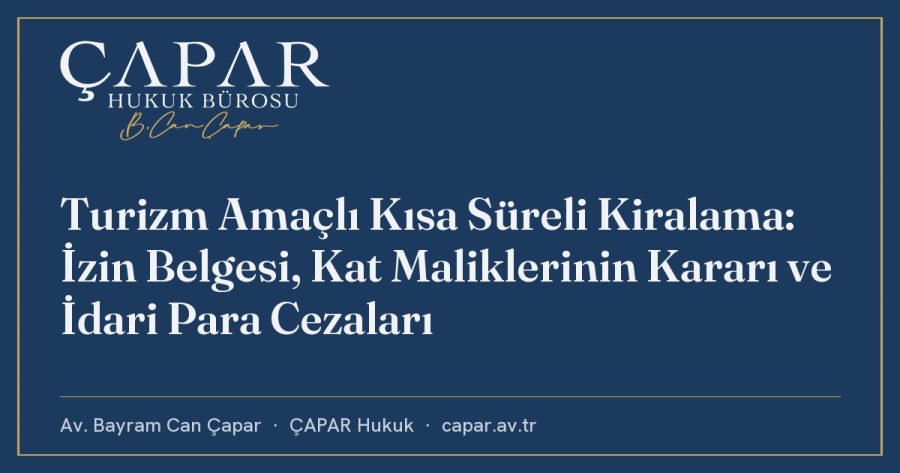 ÇAPAR
HUKUK BÜROSU
B.Can Çapar
Turizm Amaçlı Kısa Süreli Kiralama:
İzin Belgesi, Kat Maliklerinin Kararı ve
İdari Para Cezaları
Av. Bayram Can Çapar · ÇAPAR Hukuk · capar.av.tr